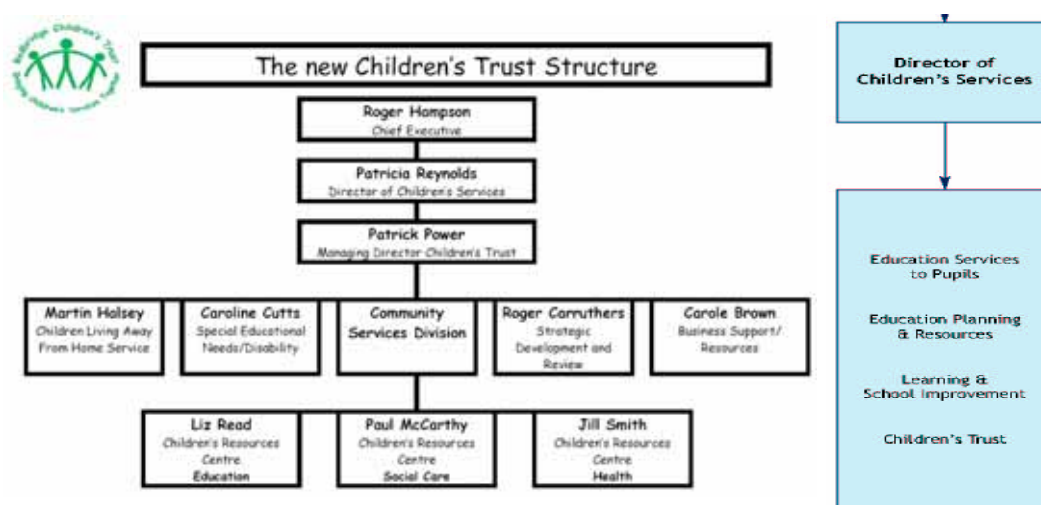 Redbridge Children's Trust
The new Children's Trust Structure
Roger Hampson
Chief Executive
Patricia Reynolds
Director of Children's Services
Patrick Power
Managing Director Children's Trust
Martin Halsey
Children Living Away
From Home Service
Caroline Cutts
Special Educational
Needs/Disability
Community
Services Division
Roger Carruthers
Strategic
Development and
Review
Carole Brown
Business Support/
Resources
Liz Read
Children's Resources
Centre
Education
Paul McCarthy
Children's Resources
Centre
Social Care
Jill Smith
Children's Resources
Centre
Health
Director of
Children's Services
Education Services
to Pupils
Education Planning
& Resources
Learning &
School Improvement
Children's Trust